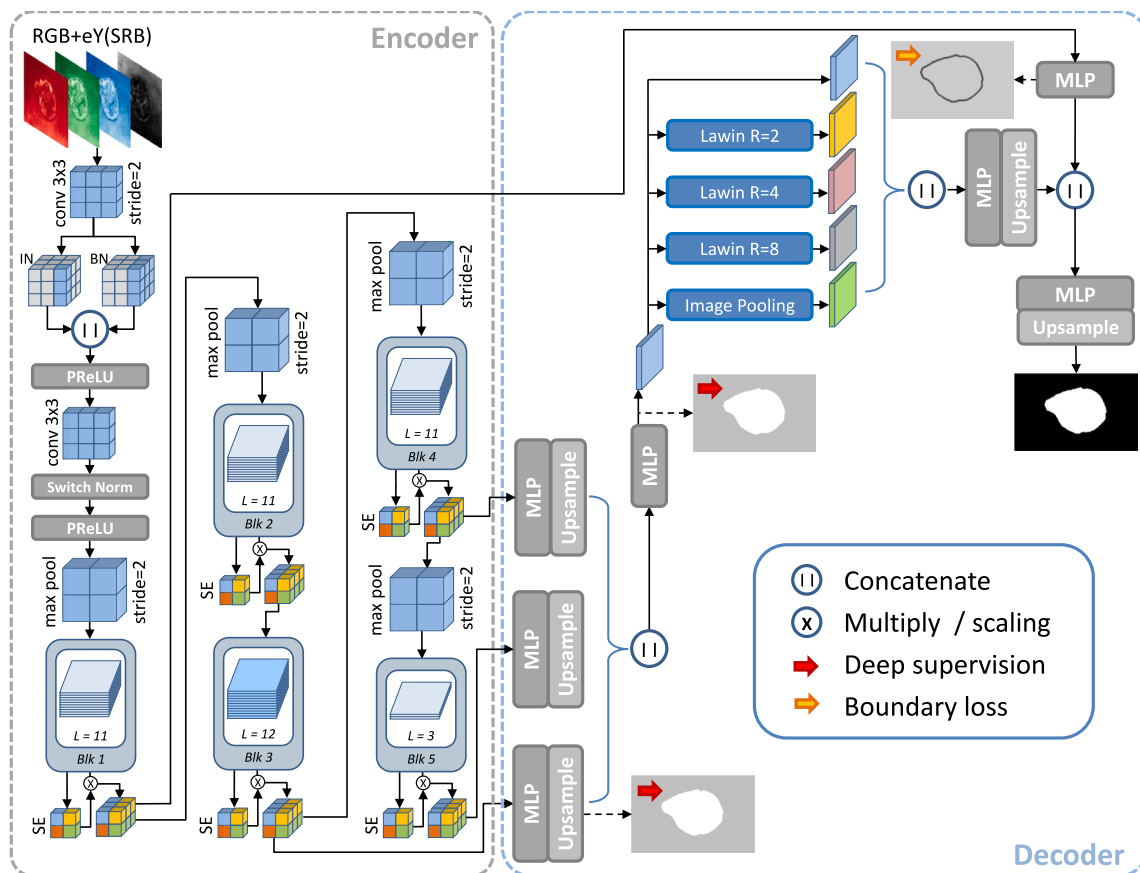 RGB+eY(SRB)
Encoder
conv 3x3
stride=2
IN
BN
| |
PReLU
conv 3x3
Switch Norm
PReLU
max pool
stride=2
L = 11
Blk 1
SE
X
max pool
stride=2
L = 11
Blk 2
SE
X
L = 12
Blk 3
SE
X
max pool
stride=2
L = 11
Blk 4
SE
X
max pool
stride=2
L = 3
Blk 5
SE
X
MLP
Upsample
MLP
Upsample
MLP
Upsample
| |
MLP
Lawin R=2
Lawin R=4
Lawin R=8
Image Pooling
| |
MLP
Upsample
MLP
| |
MLP
Upsample
| | Concatenate
X Multiply / scaling
Deep supervision
Boundary loss
Decoder